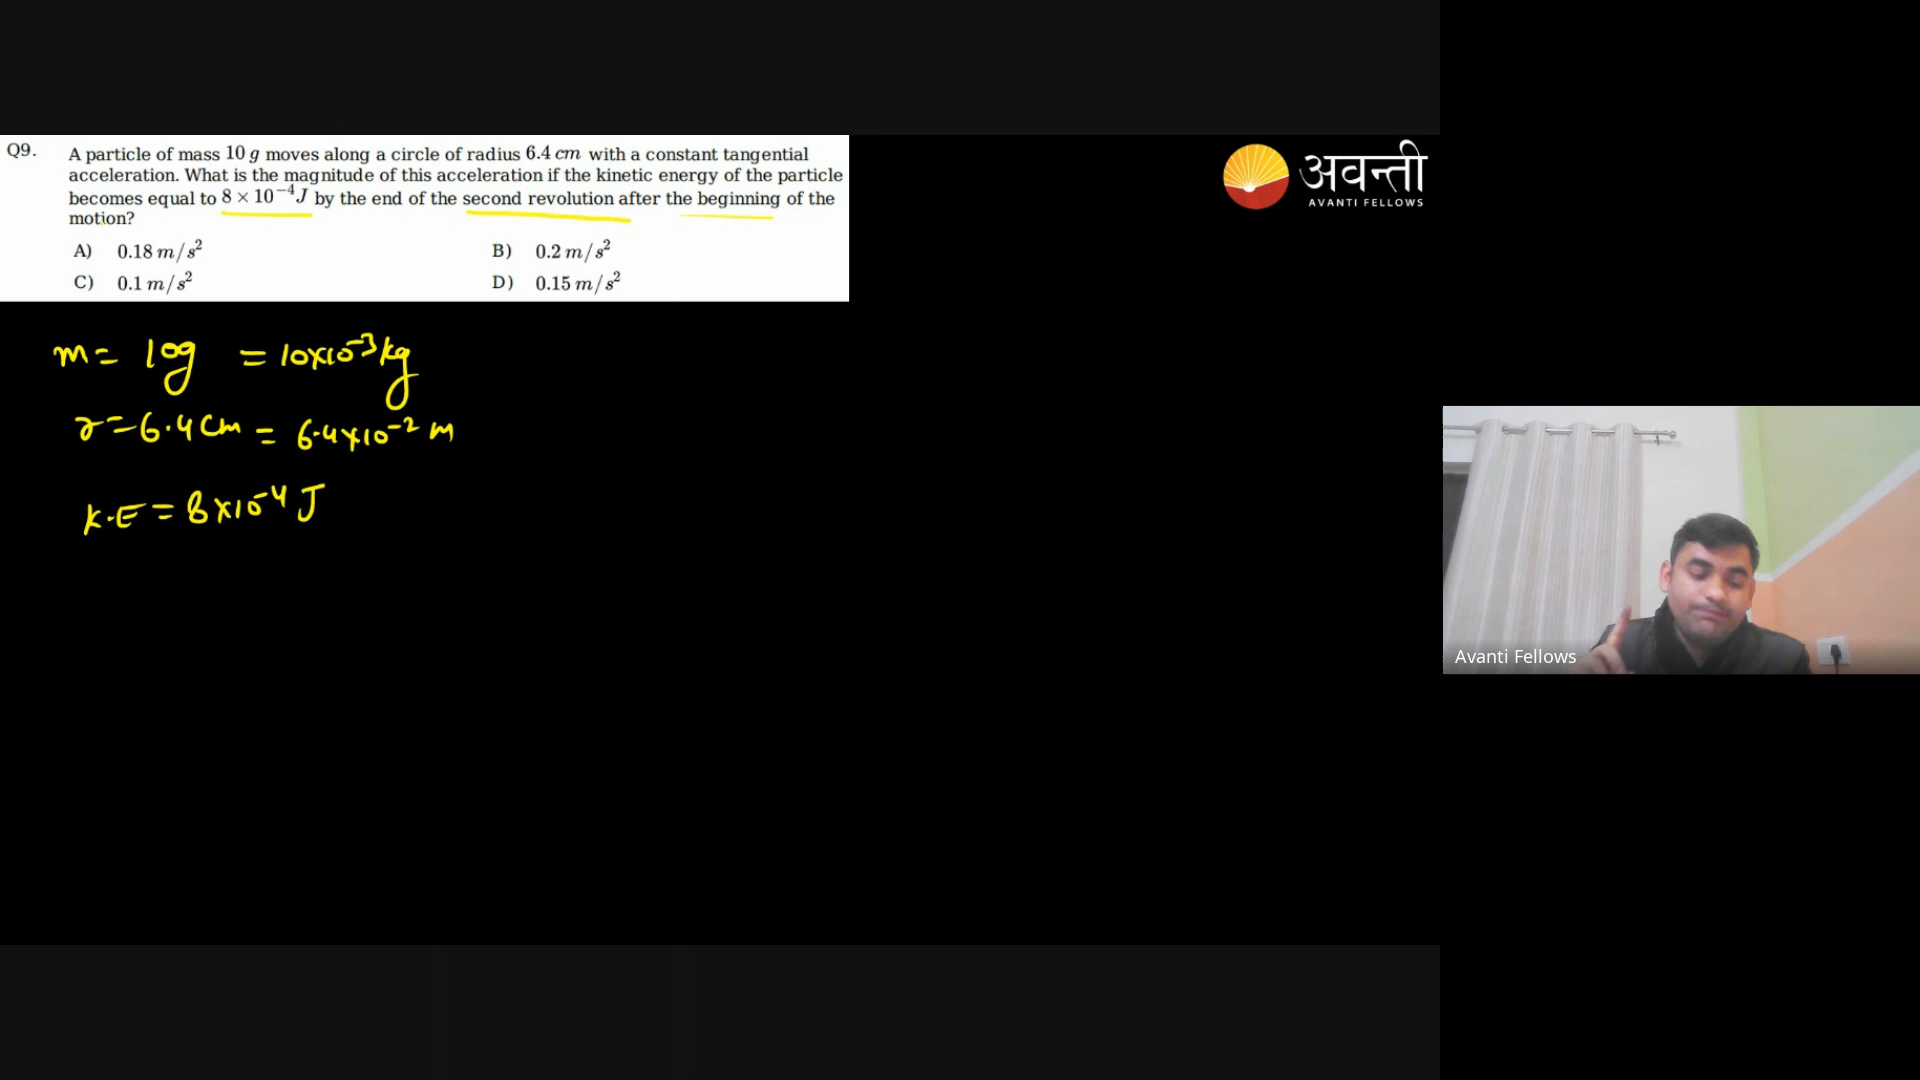 Q9. A particle of mass 10 g moves along a circle of radius 6.4 cm with a constant tangential
acceleration. What is the magnitude of this acceleration if the kinetic energy of the particle
becomes equal to 8 × 10⁻⁴ J by the end of the second revolution after the beginning of the
motion?
A) 0.18 m/s² B) 0.2 m/s²
C) 0.1 m/s² D) 0.15 m/s²
अवन्ती
AVANTI FELLOWS
m = 10g = 10×10⁻³ kg
r = 6.4 cm = 6.4×10⁻² m
K.E = 8×10⁻⁴ J
Avanti Fellows